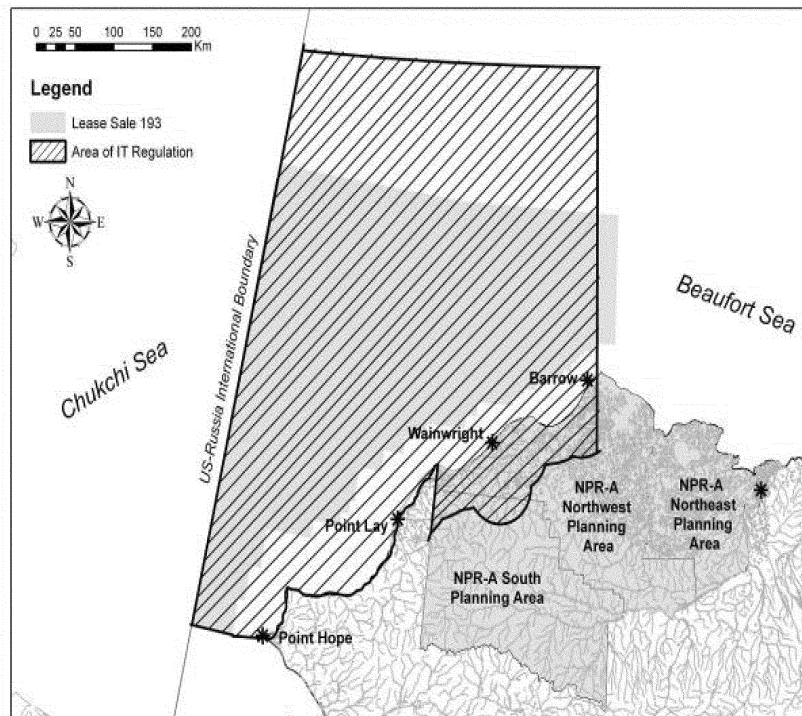 0 25 50 100 150 200
Km
Legend
Lease Sale 193
Area of IT Regulation
N
W E
S
US-Russia International Boundary
Chukchi Sea
Beaufort Sea
Barrow
Wainwright
Point Lay
Point Hope
NPR-A
Northwest
Planning
Area
NPR-A
Northeast
Planning
Area
NPR-A South
Planning Area